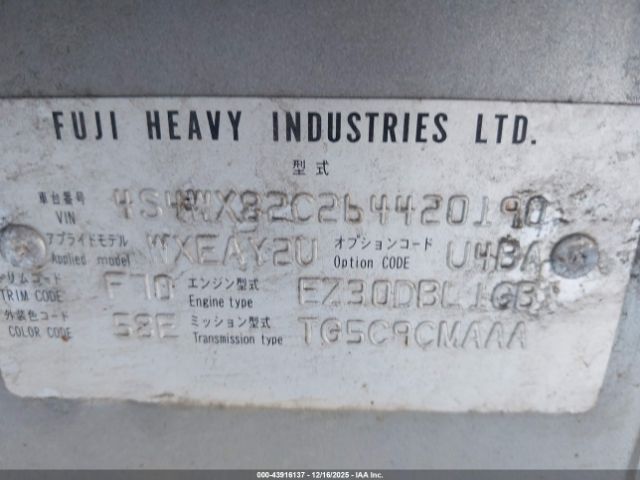 FUJI HEAVY INDUSTRIES LTD.
型式
車台番号 VIN 4S4WX82C264420190
アプライドモデル Applied model WXEAY2U オプションコード Option CODE U4BA
トリムコード TRIM CODE F70 エンジン型式 Engine type EZ30DBL1GB
外装色コード COLOR CODE 53E ミッション型式 Transmission type TG5C9CMAAA
000-43916137 - 12/16/2025 - IAA Inc.